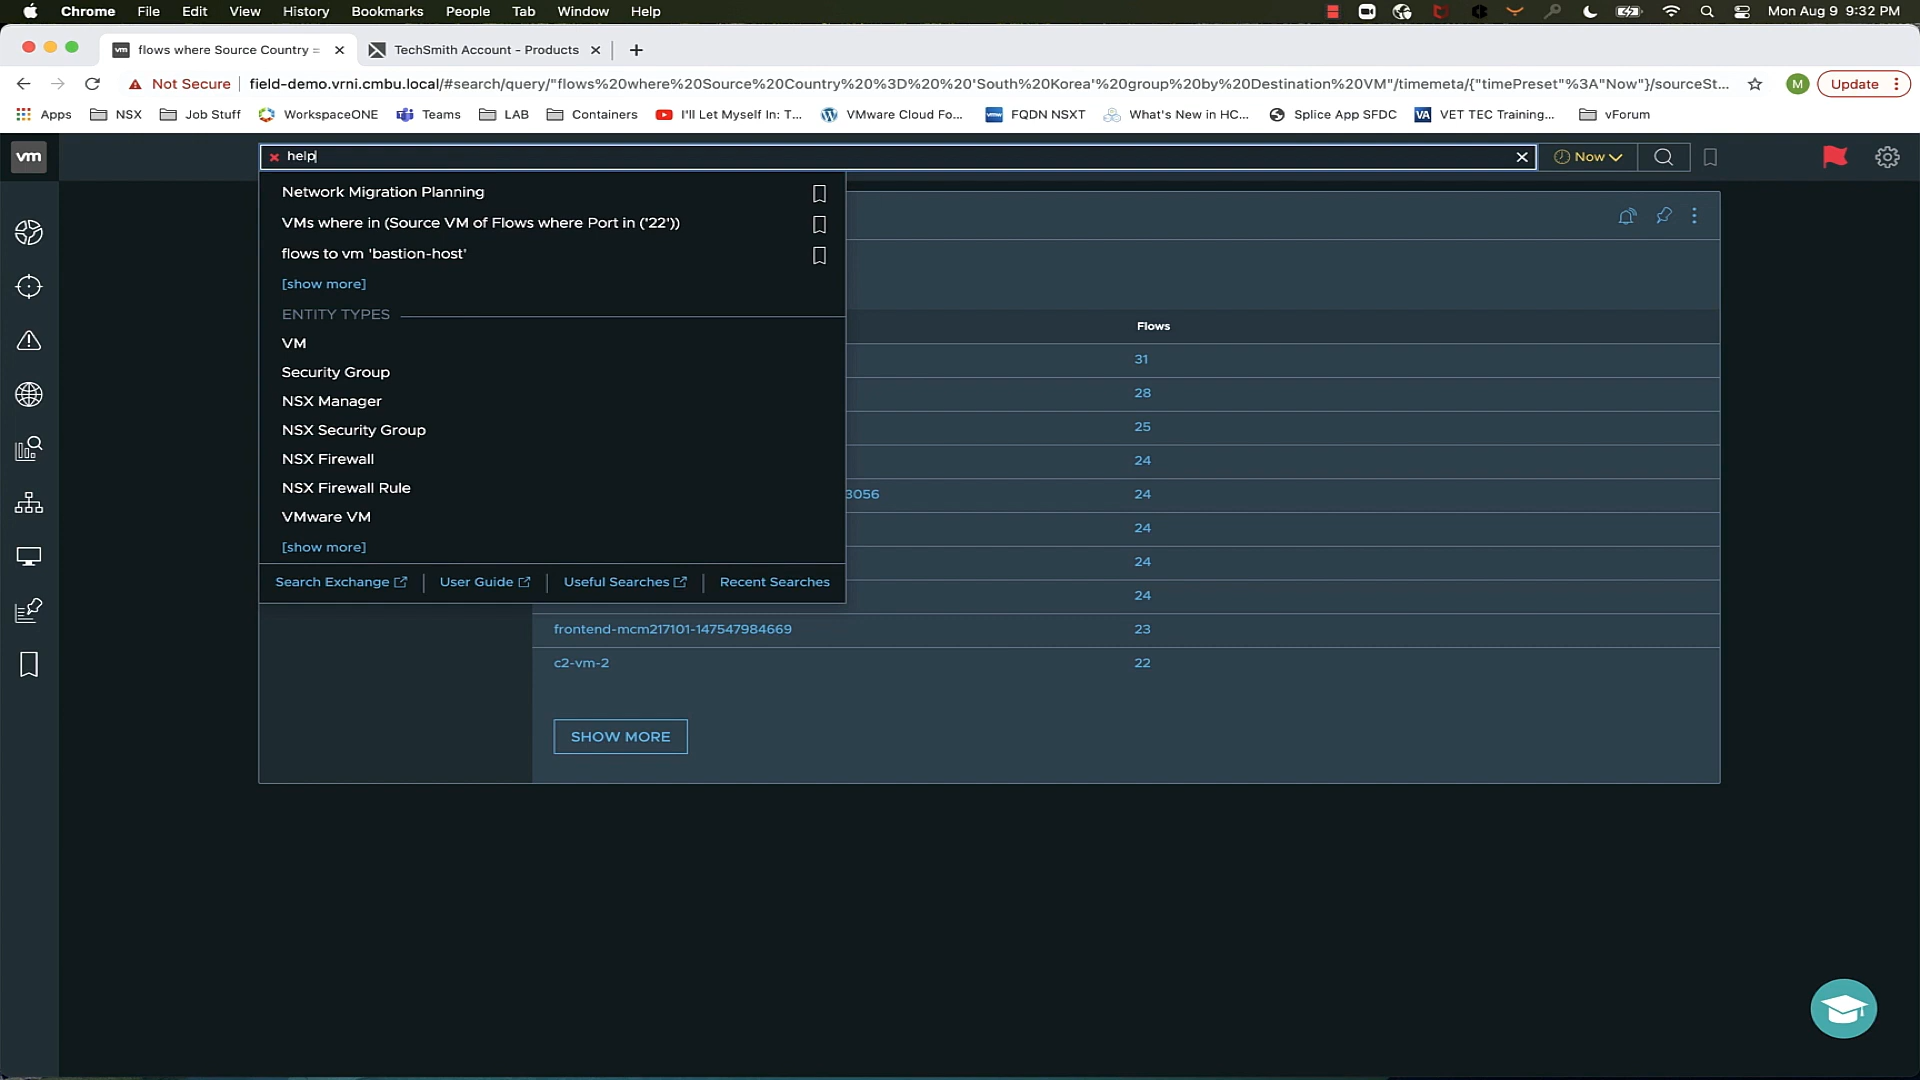 Chrome File Edit View History Bookmarks People Tab Window Help Mon Aug 9 9:32 PM
vm flows where Source Country = TechSmith Account - Products
Not Secure field-demo.vrni.cmbu.local/#search/query/"flows%20where%20Source%20Country%20%3D%20%20'South%20Korea'%20group%20by%20Destination%20VM"/timemeta/{"timePreset"%3A"Now"}/sourceSt... M Update
Apps NSX Job Stuff WorkspaceONE Teams LAB Containers I'll Let Myself In: T... VMware Cloud Fo... vmw FQDN NSXT What's New in HC... Splice App SFDC VA VET TEC Training... vForum
vm help Now
Network Migration Planning
VMs where in (Source VM of Flows where Port in ('22'))
flows to vm 'bastion-host'
[show more]
ENTITY TYPES
VM
Security Group
NSX Manager
NSX Security Group
NSX Firewall
NSX Firewall Rule
VMware VM
[show more]
Search Exchange User Guide Useful Searches Recent Searches
Flows
31
28
25
24
3056 24
24
24
24
frontend-mcm217101-147547984669 23
c2-vm-2 22
SHOW MORE